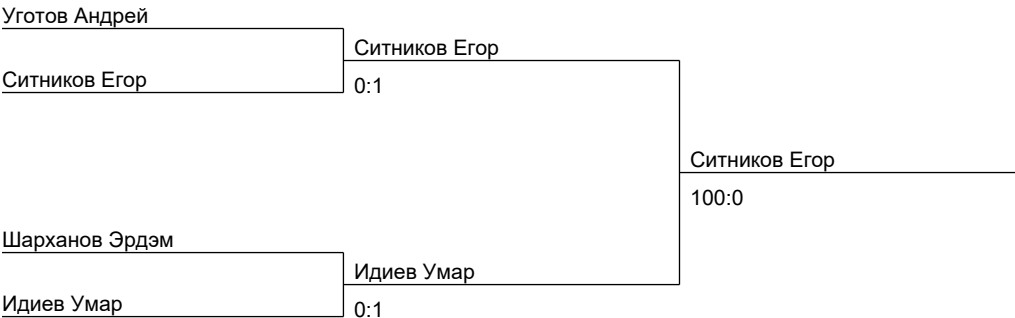 Уготов Андрей
Ситников Егор
Ситников Егор
0:1
Ситников Егор
100:0
Шарханов Эрдэм
Идиев Умар
Идиев Умар
0:1